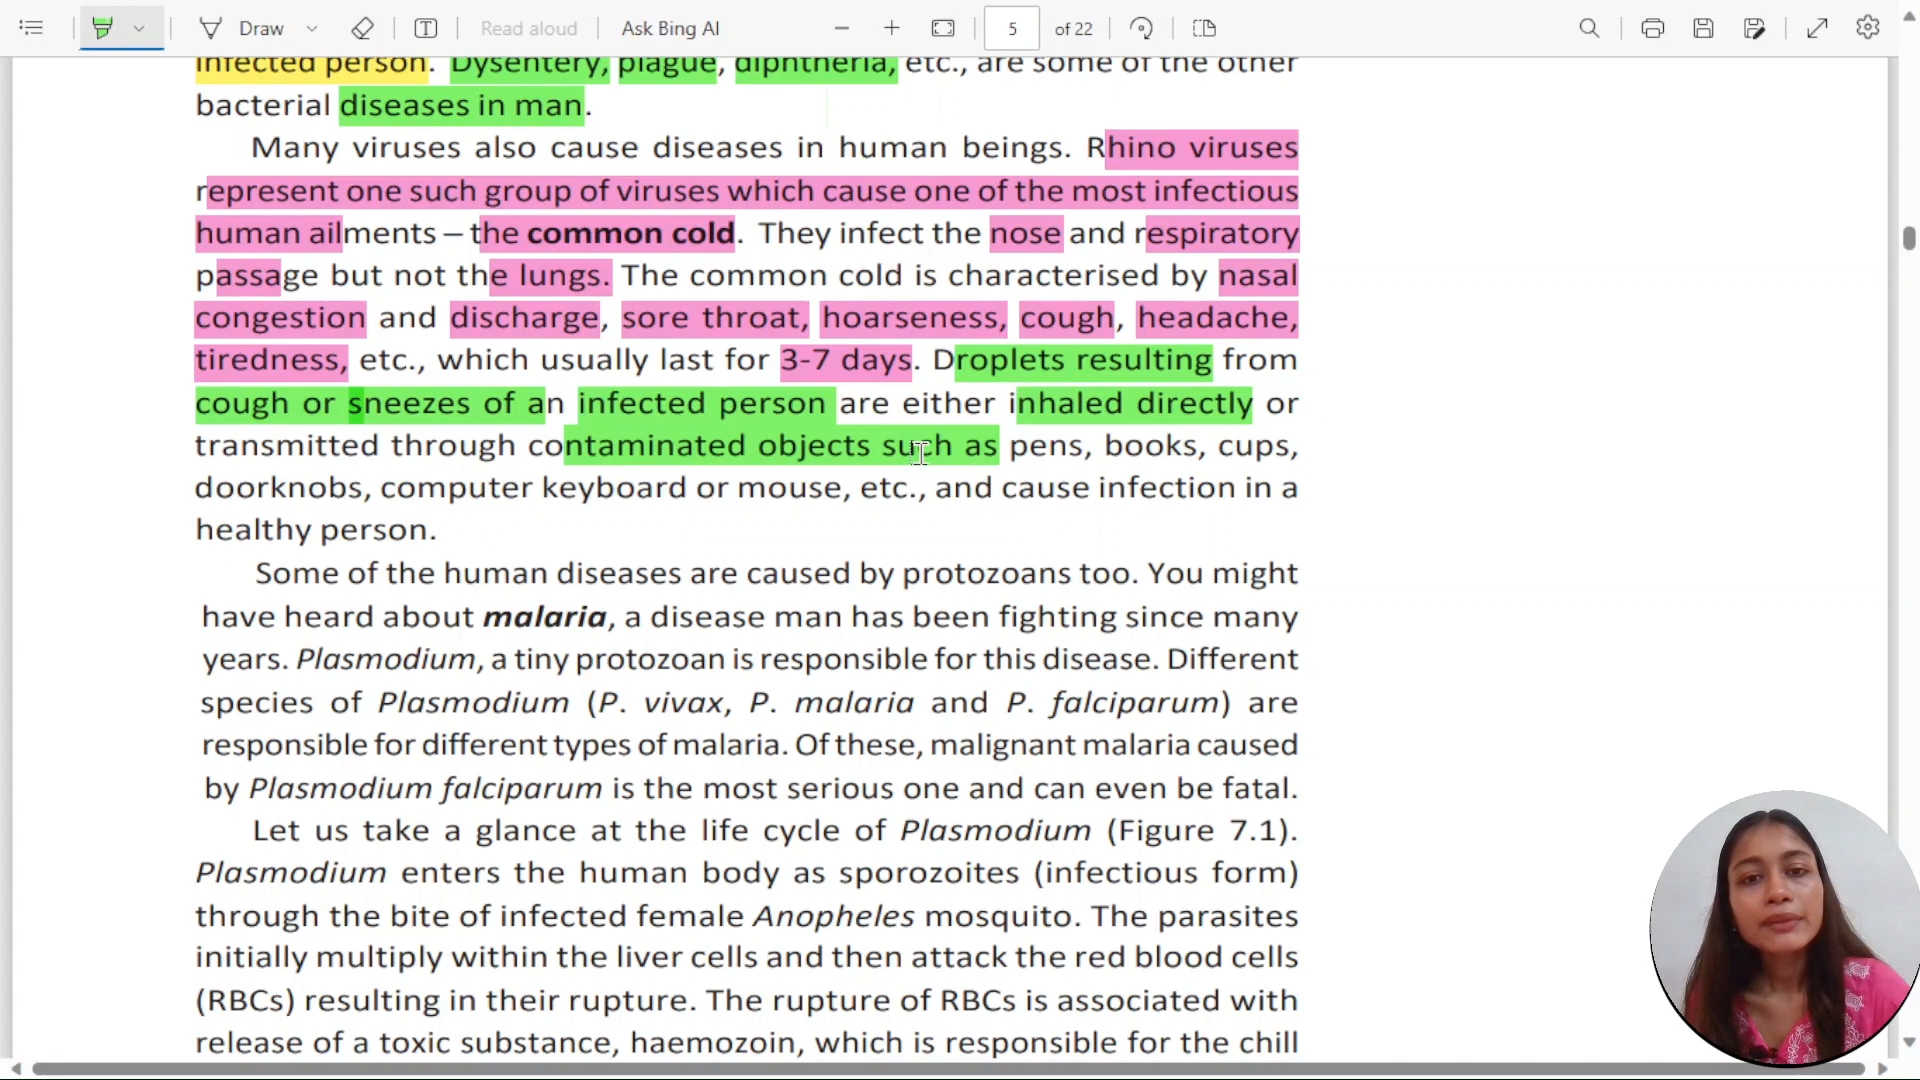 Draw
Read aloud
Ask Bing AI
5
of 22
infected person. Dysentery, plague, diphtheria, etc., are some of the other
bacterial diseases in man.
Many viruses also cause diseases in human beings. Rhino viruses
represent one such group of viruses which cause one of the most infectious
human ailments – the common cold. They infect the nose and respiratory
passage but not the lungs. The common cold is characterised by nasal
congestion and discharge, sore throat, hoarseness, cough, headache,
tiredness, etc., which usually last for 3-7 days. Droplets resulting from
cough or sneezes of an infected person are either inhaled directly or
transmitted through contaminated objects such as pens, books, cups,
doorknobs, computer keyboard or mouse, etc., and cause infection in a
healthy person.
Some of the human diseases are caused by protozoans too. You might
have heard about malaria, a disease man has been fighting since many
years. Plasmodium, a tiny protozoan is responsible for this disease. Different
species of Plasmodium (P. vivax, P. malaria and P. falciparum) are
responsible for different types of malaria. Of these, malignant malaria caused
by Plasmodium falciparum is the most serious one and can even be fatal.
Let us take a glance at the life cycle of Plasmodium (Figure 7.1).
Plasmodium enters the human body as sporozoites (infectious form)
through the bite of infected female Anopheles mosquito. The parasites
initially multiply within the liver cells and then attack the red blood cells
(RBCs) resulting in their rupture. The rupture of RBCs is associated with
release of a toxic substance, haemozoin, which is responsible for the chill